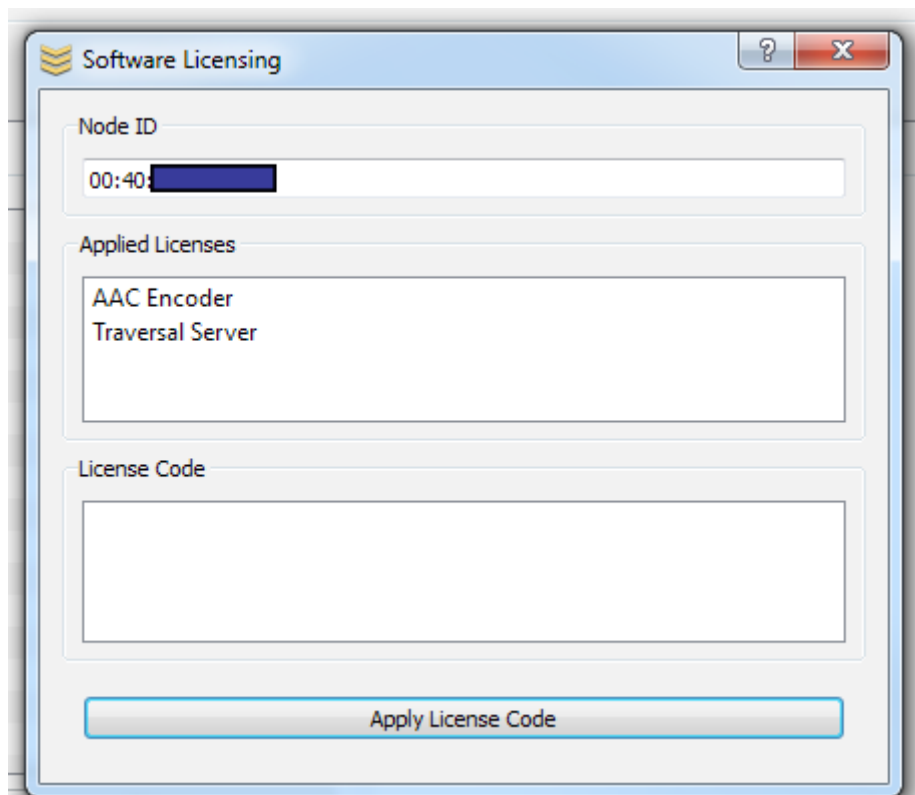 Software Licensing
Node ID
00:40:
Applied Licenses
AAC Encoder
Traversal Server
License Code
Apply License Code